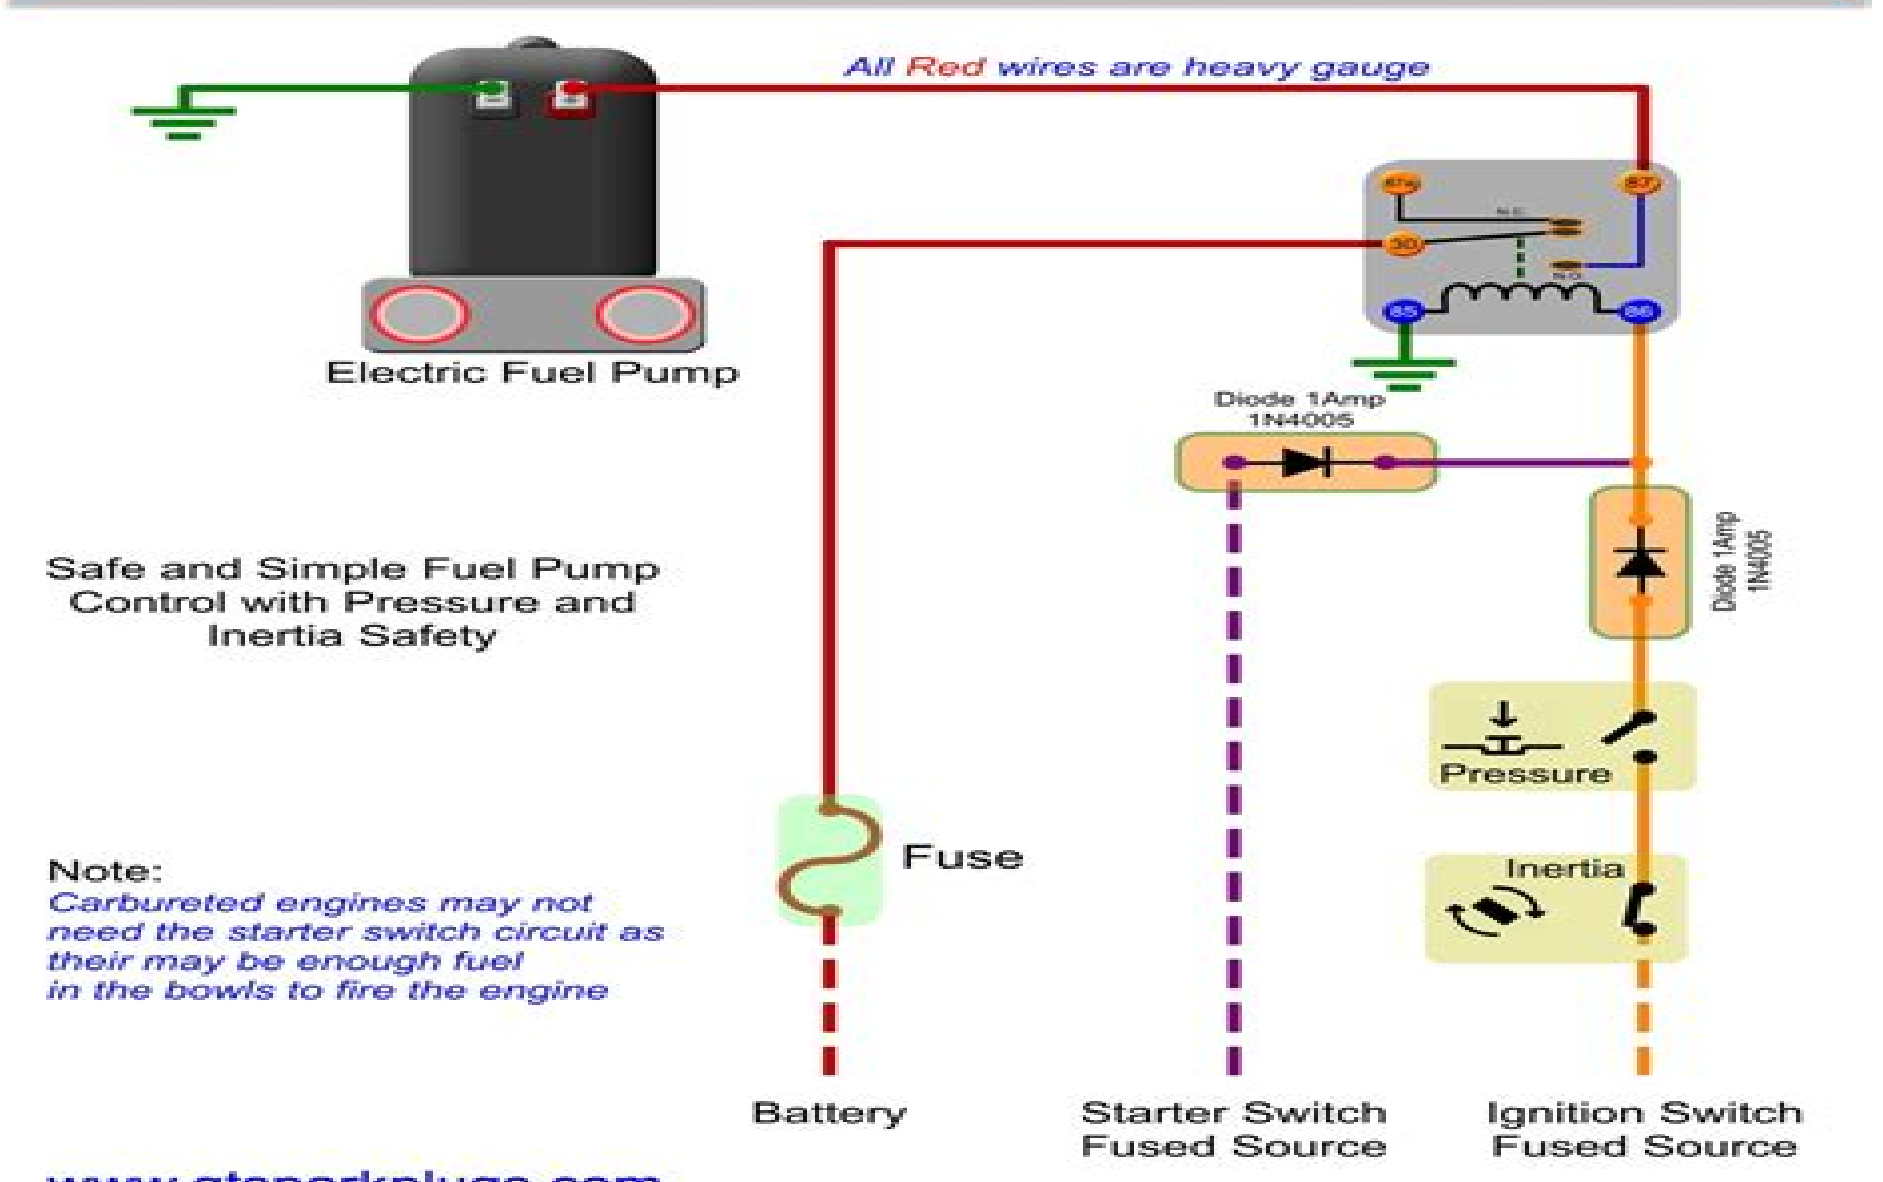 All Red wires are heavy gauge
-
+
87a
87
N.C.
30
N.O.
85
86
Electric Fuel Pump
Diode 1Amp
1N4005
Diode 1Amp
1N4005
Safe and Simple Fuel Pump
Control with Pressure and
Inertia Safety
Pressure
Fuse
Inertia
Note:
Carbureted engines may not
need the starter switch circuit as
their may be enough fuel
in the bowls to fire the engine
Battery
Starter Switch
Fused Source
Ignition Switch
Fused Source
www.gtsparkplugs.com